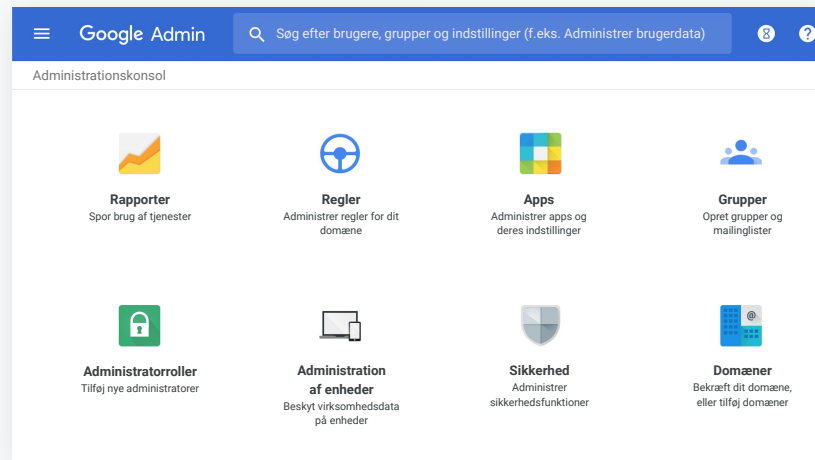 Google Admin
Søg efter brugere, grupper og indstillinger (f.eks. Administrer brugerdata)
8
?
Administrationskonsol
Rapporter
Spor brug af tjenester
Regler
Administrer regler for dit
domæne
Apps
Administrer apps og
deres indstillinger
Grupper
Opret grupper og
mailinglister
Administratorroller
Tilføj nye administratorer
Administration
af enheder
Beskyt virksomhedsdata
på enheder
Sikkerhed
Administrer
sikkerhedsfunktioner
@
Domæner
Bekræft dit domæne,
eller tilføj domæner